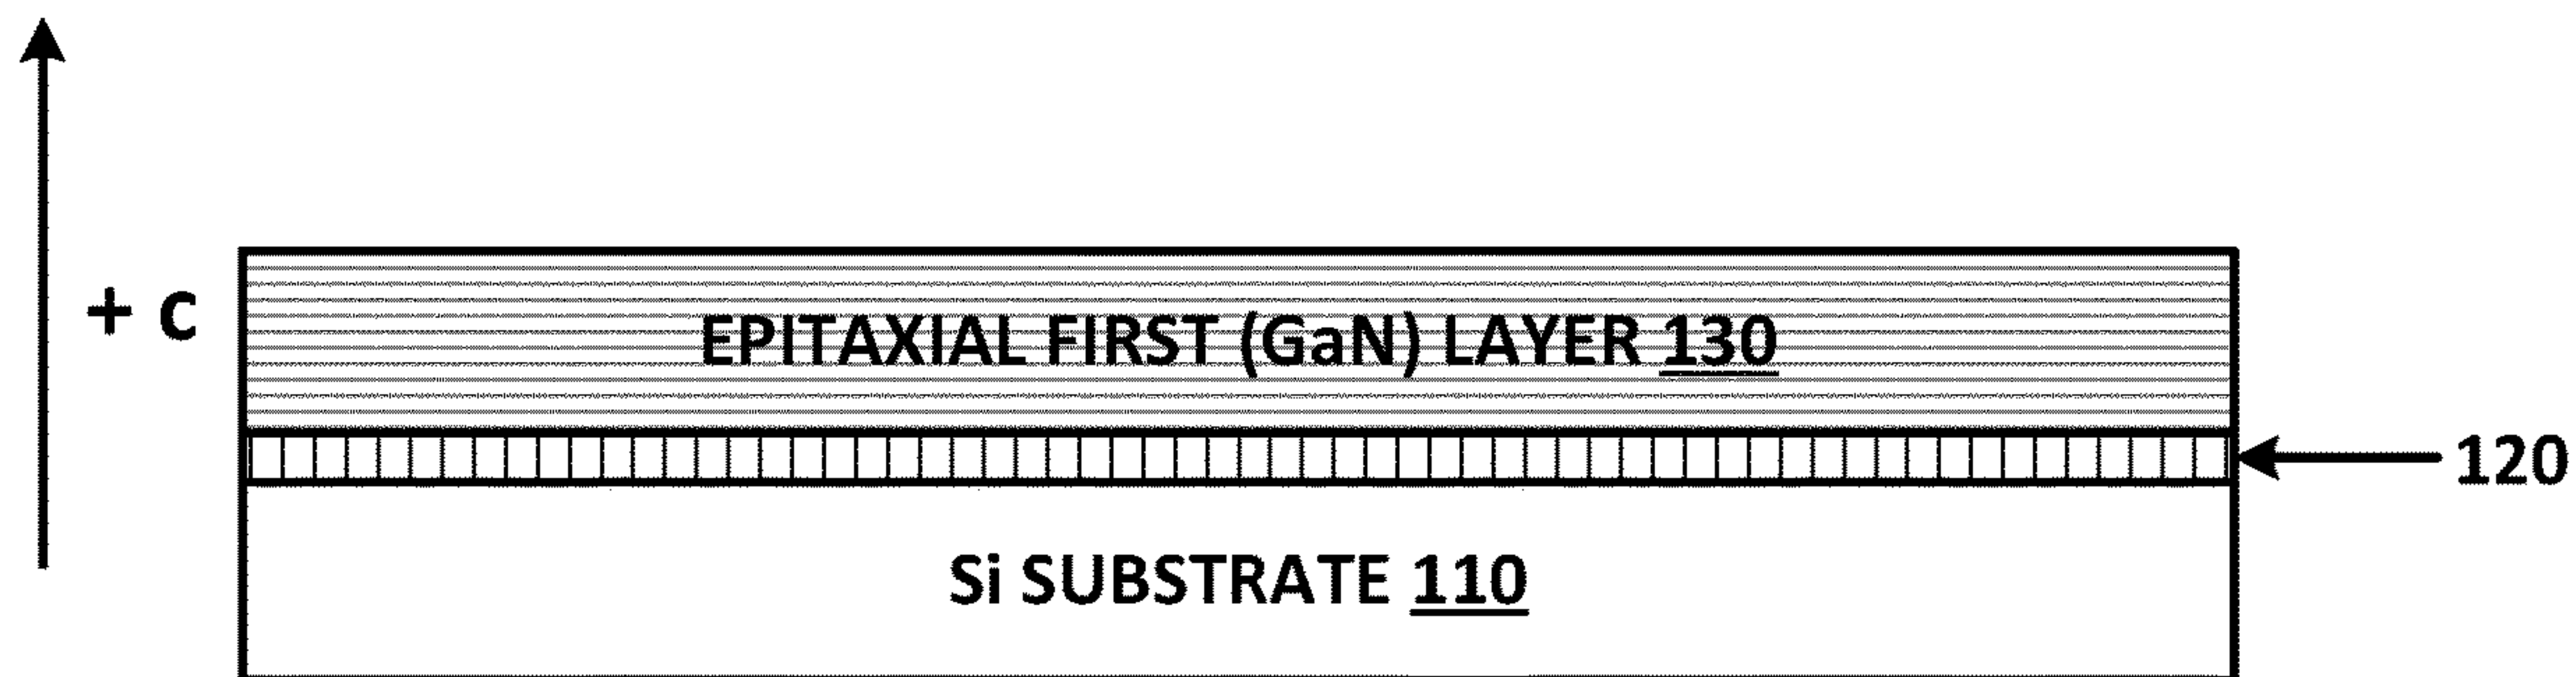 + c
EPITAXIAL FIRST (GaN) LAYER 130
120
Si SUBSTRATE 110